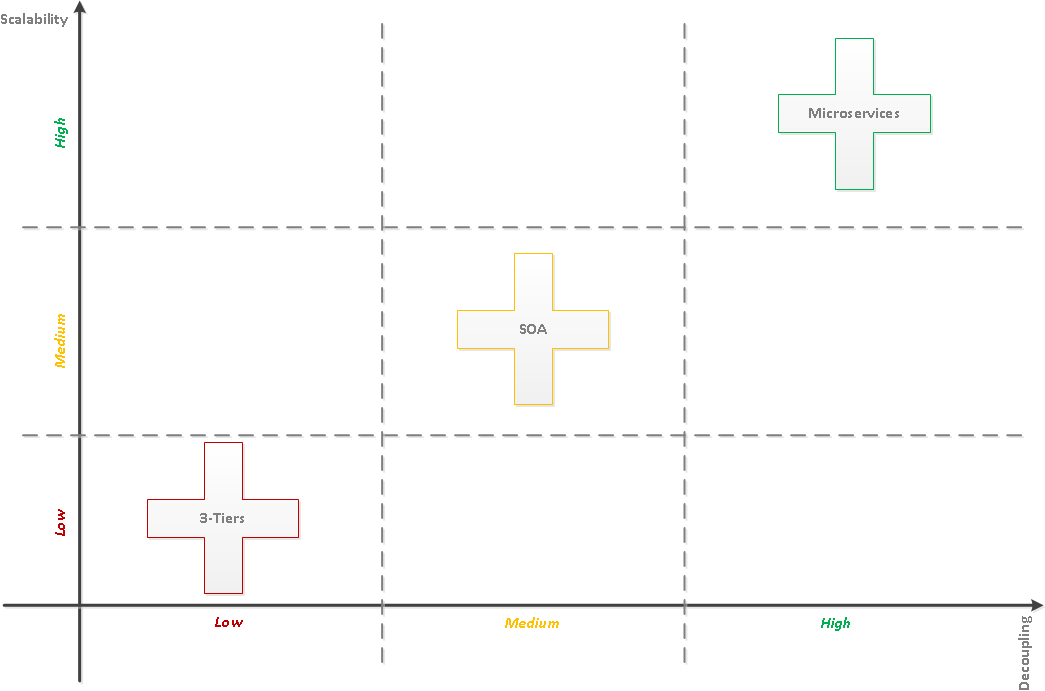 Scalability
High
Microservices
Medium
SOA
Low
3-Tiers
Low
Medium
High
Decoupling